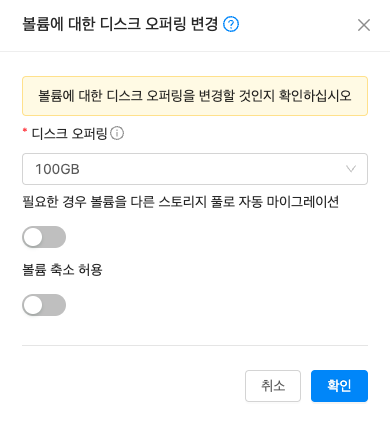 볼륨에 대한 디스크 오퍼링 변경
볼륨에 대한 디스크 오퍼링을 변경할 것인지 확인하십시오
* 디스크 오퍼링
100GB
필요한 경우 볼륨을 다른 스토리지 풀로 자동 마이그레이션
볼륨 축소 허용
취소
확인